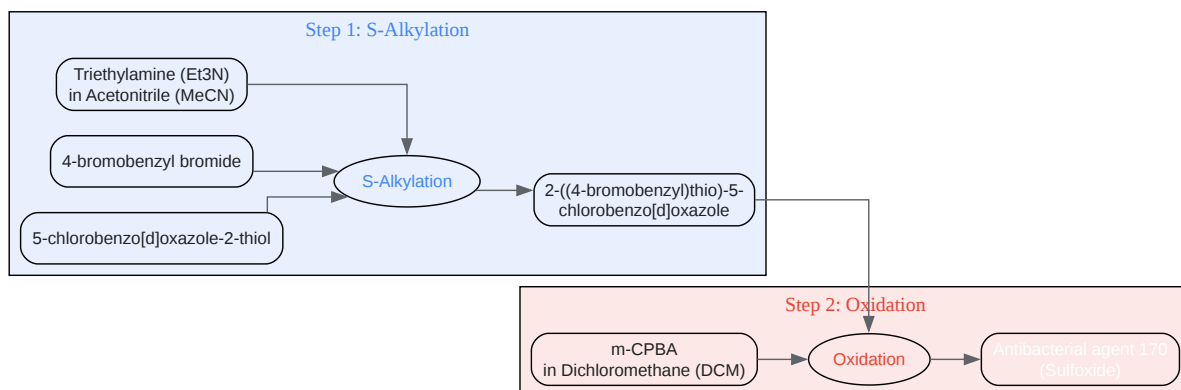 Step 1: S-Alkylation
Triethylamine (Et3N)
in Acetonitrile (MeCN)
4-bromobenzyl bromide
S-Alkylation
2-((4-bromobenzyl)thio)-5-
chlorobenzo[d]oxazole
5-chlorobenzo[d]oxazole-2-thiol
Step 2: Oxidation
m-CPBA
in Dichloromethane (DCM)
Oxidation
Antibacterial agent 170
(Sulfoxide)